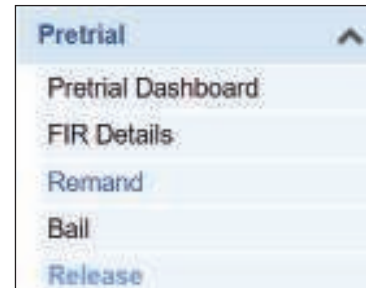 Pretrial
Pretrial Dashboard
FIR Details
Remand
Bail
Release